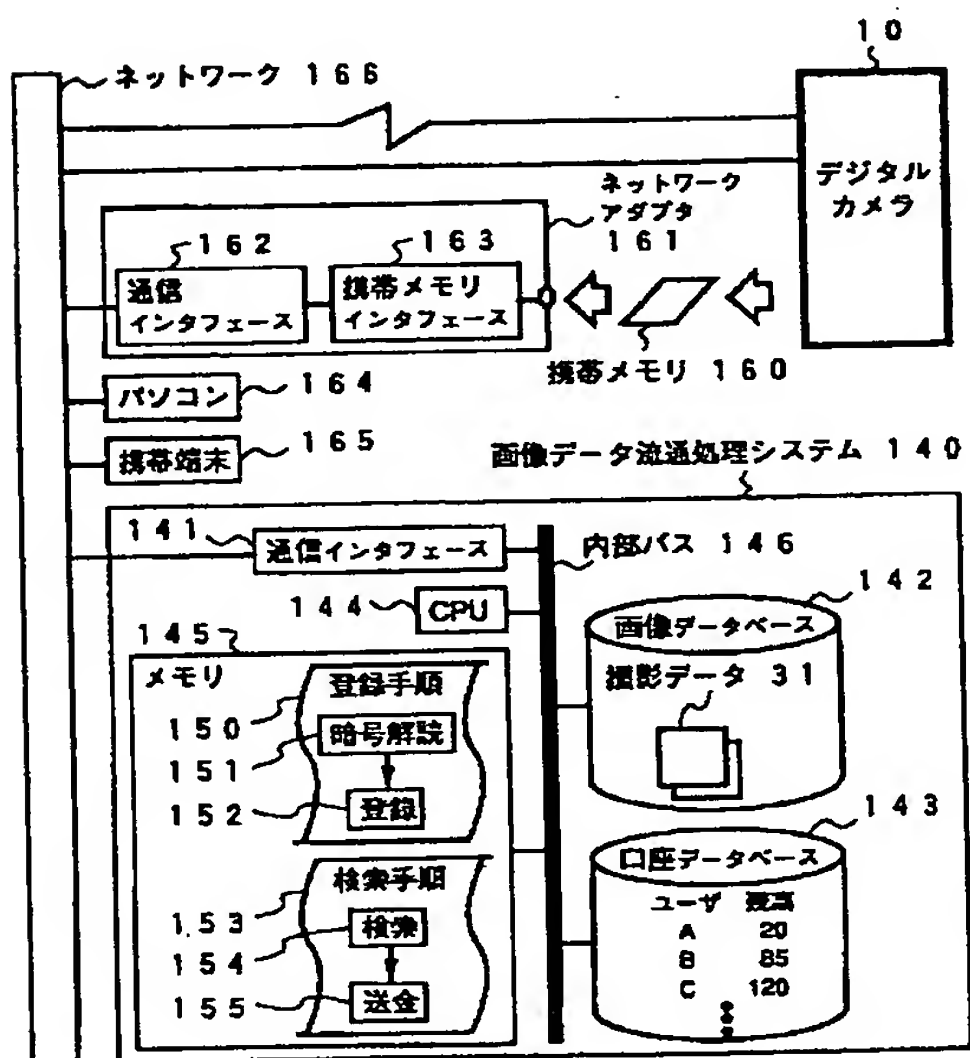 10
ネットワーク 166
デジタル
カメラ
ネットワーク
アダプタ
161
162
163
通信
インタフェース
携帯メモリ
インタフェース
携帯メモリ 160
パソコン
164
携帯端末
165
画像データ流通処理システム 140
141
通信インタフェース
内部バス 146
144
CPU
142
画像データベース
撮影データ 31
145
メモリ
登録手順
150
暗号解読
151
登録
152
143
口座データベース
ユーザ 残高
A 20
B 85
C 120
検索手順
153
検索
154
送金
155